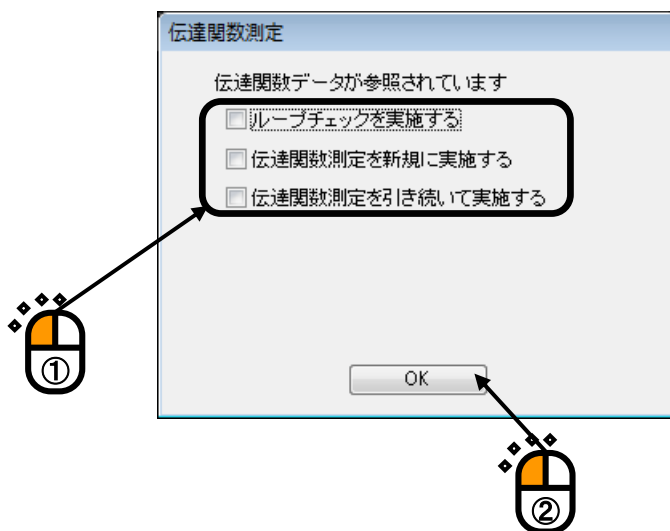 伝達関数測定
伝達関数データが参照されています
ループチェックを実施する
伝達関数測定を新規に実施する
伝達関数測定を引き続いて実施する
①
OK
②